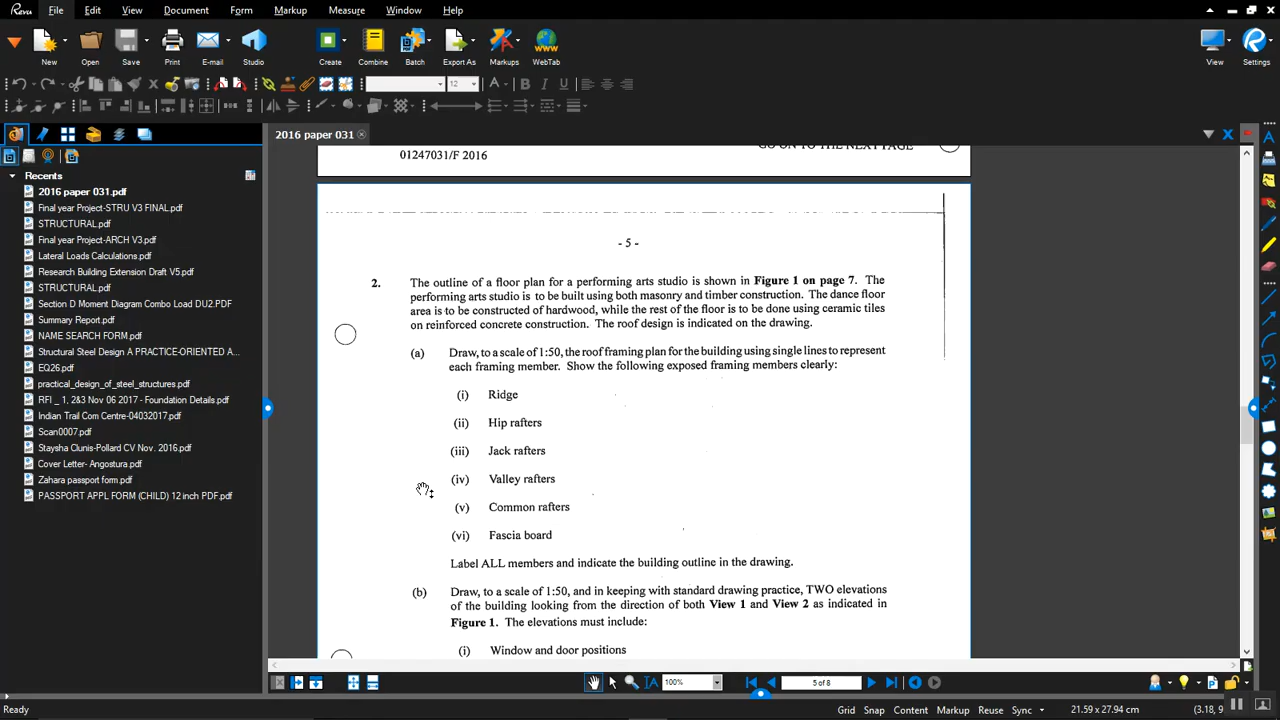 Revu File Edit View Document Form Markup Measure Window Help
New Open Save Print E-mail Studio Create Combine Batch Export As Markups WebTab View Settings
12
2016 paper 031
Recents
2016 paper 031.pdf
Final year Project-STRU V3 FINAL.pdf
STRUCTURAL.pdf
Final year Project-ARCH V3.pdf
Lateral Loads Calculations.pdf
Research Building Extension Draft V5.pdf
STRUCTURAL.pdf
Section D Moment Diagram Combo Load DU2.PDF
Summary Report.pdf
NAME SEARCH FORM.pdf
Structural Steel Design A PRACTICE-ORIENTED A...
EQ26.pdf
practical_design_of_steel_structures.pdf
RFI _ 1, 2&3 Nov 06 2017 - Foundation Details.pdf
Indian Trail Com Centre-04032017.pdf
Scan0007.pdf
Staysha Clunis-Pollard CV Nov. 2016.pdf
Cover Letter- Angostura.pdf
Zahara passport form.pdf
PASSPORT APPL FORM (CHILD) 12 inch PDF.pdf
GO ON TO THE NEXT PAGE
01247031/F 2016
- 5 -
2. The outline of a floor plan for a performing arts studio is shown in Figure 1 on page 7. The
performing arts studio is to be built using both masonry and timber construction. The dance floor
area is to be constructed of hardwood, while the rest of the floor is to be done using ceramic tiles
on reinforced concrete construction. The roof design is indicated on the drawing.
(a) Draw, to a scale of 1:50, the roof framing plan for the building using single lines to represent
each framing member. Show the following exposed framing members clearly:
(i) Ridge
(ii) Hip rafters
(iii) Jack rafters
(iv) Valley rafters
(v) Common rafters
(vi) Fascia board
Label ALL members and indicate the building outline in the drawing.
(b) Draw, to a scale of 1:50, and in keeping with standard drawing practice, TWO elevations
of the building looking from the direction of both View 1 and View 2 as indicated in
Figure 1. The elevations must include:
(i) Window and door positions
100% 5 of 8
Ready Grid Snap Content Markup Reuse Sync 21.59 x 27.94 cm (3.18, 9